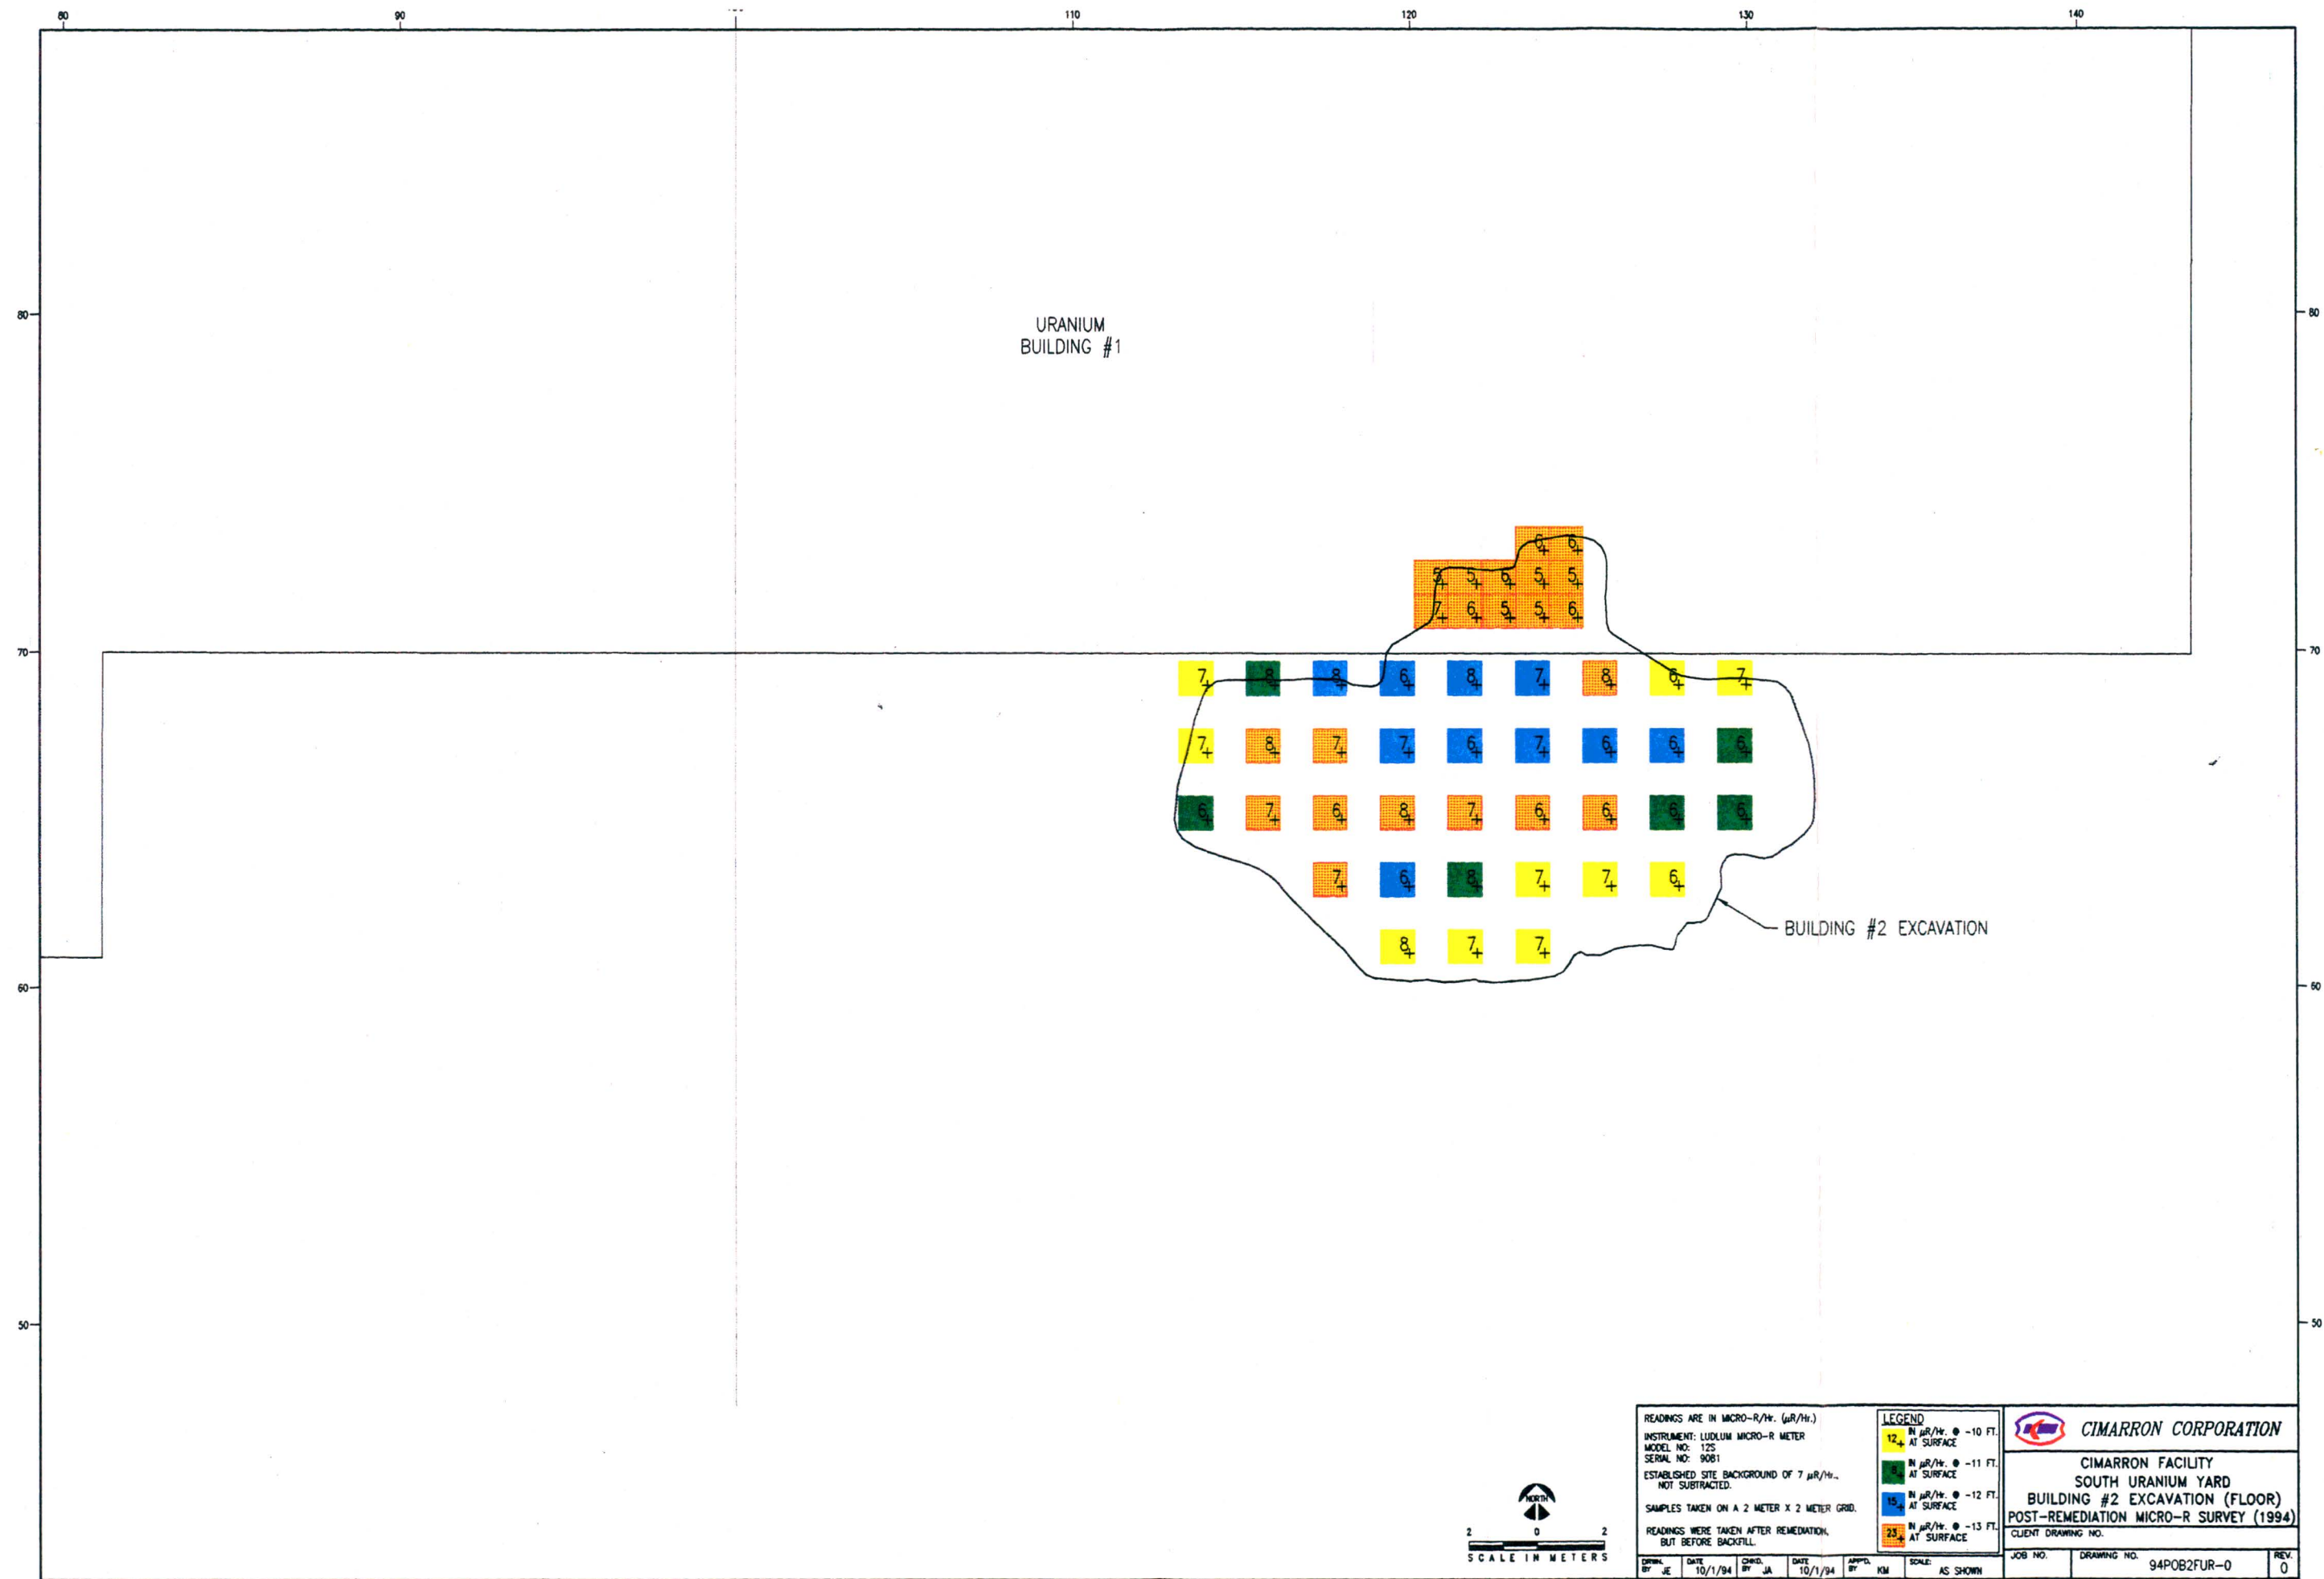 80 90 110 120 130 140
80 80
URANIUM
BUILDING #1
6 6
5 5 6 5 5
7 6 5 5 6
70 70
7 8 8 6 8 7 8 6 7
7 8 7 7 6 7 6 6 6
6 7 6 8 7 6 6 6 6
7 6 8 7 7 6
BUILDING #2 EXCAVATION
8 7 7
60 60
50 50
NORTH
2 0 2
SCALE IN METERS
READINGS ARE IN MICRO-R/Hr. (µR/Hr.)
INSTRUMENT: LUDLUM MICRO-R METER
MODEL NO: 12S
SERIAL NO: 9081
ESTABLISHED SITE BACKGROUND OF 7 µR/Hr.,
NOT SUBTRACTED.
SAMPLES TAKEN ON A 2 METER X 2 METER GRID.
READINGS WERE TAKEN AFTER REMEDIATION,
BUT BEFORE BACKFILL.
LEGEND
12 IN µR/Hr. @ -10 FT.
AT SURFACE
IN µR/Hr. @ -11 FT.
AT SURFACE
15 IN µR/Hr. @ -12 FT.
AT SURFACE
23 IN µR/Hr. @ -13 FT.
AT SURFACE
DRWN. BY JE DATE 10/1/94 CHKD. BY JA DATE 10/1/94 APP'D. BY KM SCALE: AS SHOWN
CIMARRON CORPORATION
CIMARRON FACILITY
SOUTH URANIUM YARD
BUILDING #2 EXCAVATION (FLOOR)
POST-REMEDIATION MICRO-R SURVEY (1994)
CLIENT DRAWING NO.
JOB NO. DRAWING NO. 94POB2FUR-0 REV. 0